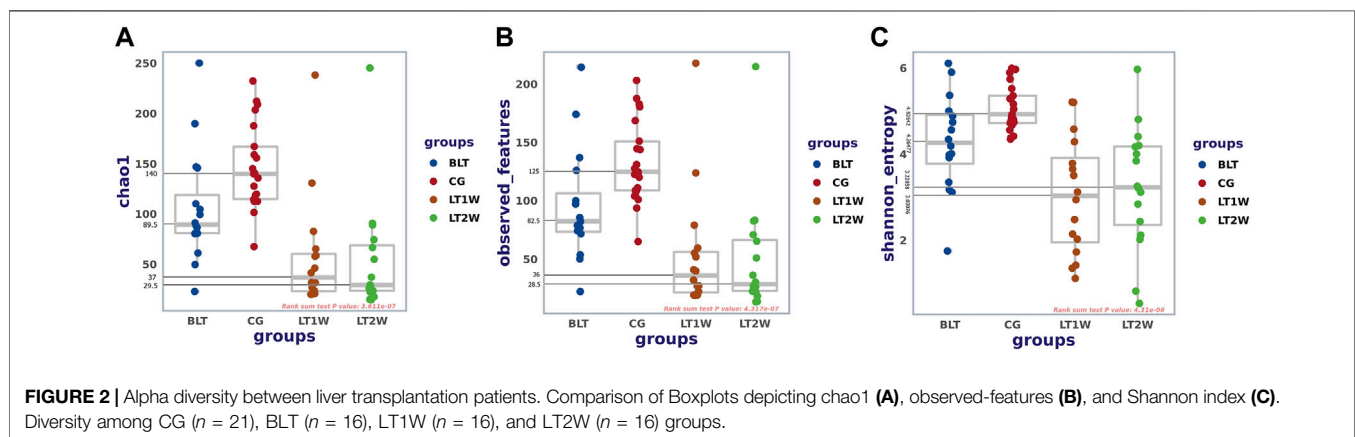 A
250
200
150
140
100
89.5
50
37
29.5
chao1
Rank sum test P value: 3.611e-07
BLT CG LT1W LT2W
groups
groups
BLT
CG
LT1W
LT2W
B
200
150
125
100
82.5
50
36
28.5
observed_features
Rank sum test P value: 4.317e-07
BLT CG LT1W LT2W
groups
groups
BLT
CG
LT1W
LT2W
C
6
4
2
shannon_entropy
Rank sum test P value: 4.31e-06
BLT CG LT1W LT2W
groups
groups
BLT
CG
LT1W
LT2W
FIGURE 2 | Alpha diversity between liver transplantation patients. Comparison of Boxplots depicting chao1 (A), observed-features (B), and Shannon index (C).
Diversity among CG (n = 21), BLT (n = 16), LT1W (n = 16), and LT2W (n = 16) groups.